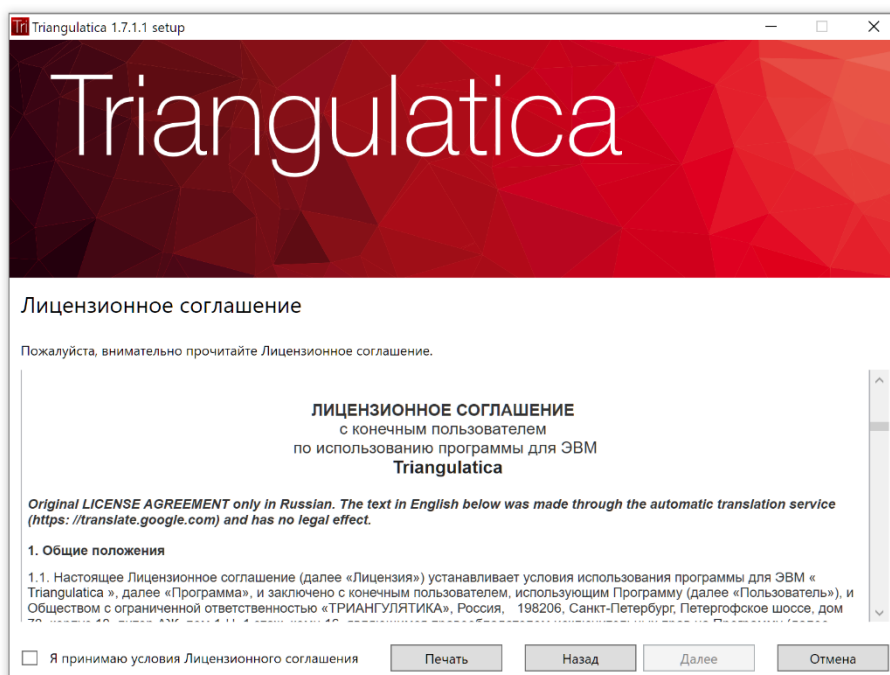 Tri Triangulatica 1.7.1.1 setup
Triangulatica
Лицензионное соглашение
Пожалуйста, внимательно прочитайте Лицензионное соглашение.
ЛИЦЕНЗИОННОЕ СОГЛАШЕНИЕ
с конечным пользователем
по использованию программы для ЭВМ
Triangulatica
Original LICENSE AGREEMENT only in Russian. The text in English below was made through the automatic translation service
(https: //translate.google.com) and has no legal effect.
1. Общие положения
1.1. Настоящее Лицензионное соглашение (далее «Лицензия») устанавливает условия использования программы для ЭВМ «
Triangulatica », далее «Программа», и заключено с конечным пользователем, использующим Программу (далее «Пользователь»), и
Обществом с ограниченной ответственностью «ТРИАНГУЛЯТИКА», Россия, 198206, Санкт-Петербург, Петергофское шоссе, дом
Я принимаю условия Лицензионного соглашения
Печать
Назад
Далее
Отмена